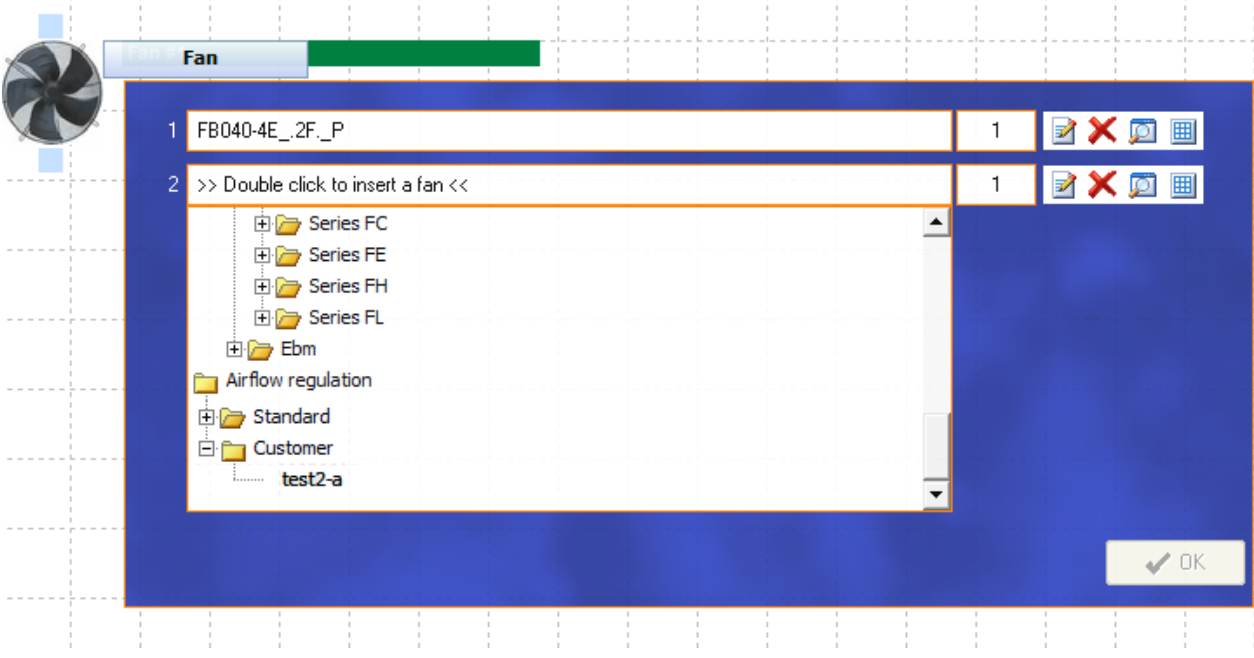 Fan
1 FB040-4E_.2F._P 1
2 >> Double click to insert a fan << 1
Series FC
Series FE
Series FH
Series FL
Ebm
Airflow regulation
Standard
Customer
test2-a
OK